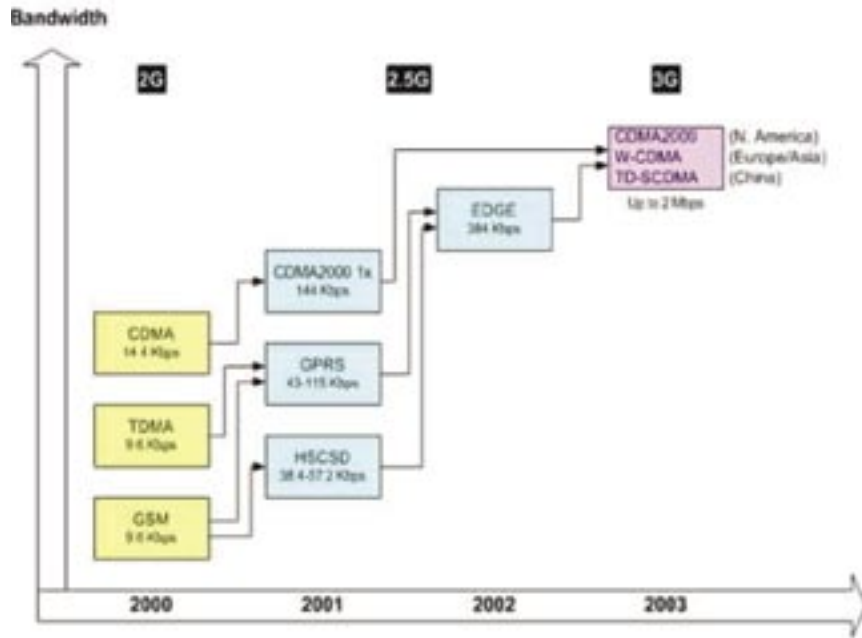 Bandwidth
2G
2.5G
3G
CDMA2000 (N. America)
W-CDMA (Europe/Asia)
TD-SCDMA (China)
Up to 2 Mbps
EDGE
384 Kbps
CDMA2000 1x
144 Kbps
CDMA
14.4 Kbps
GPRS
43-115 Kbps
TDMA
9.6 Kbps
HSCSD
38.4-57.2 Kbps
GSM
9.6 Kbps
2000
2001
2002
2003